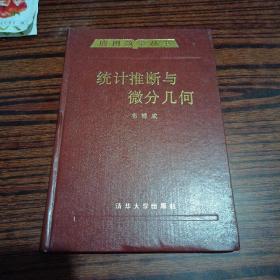 应用数学丛书
统计推断与
微分几何
韦博成
清华大学出版社